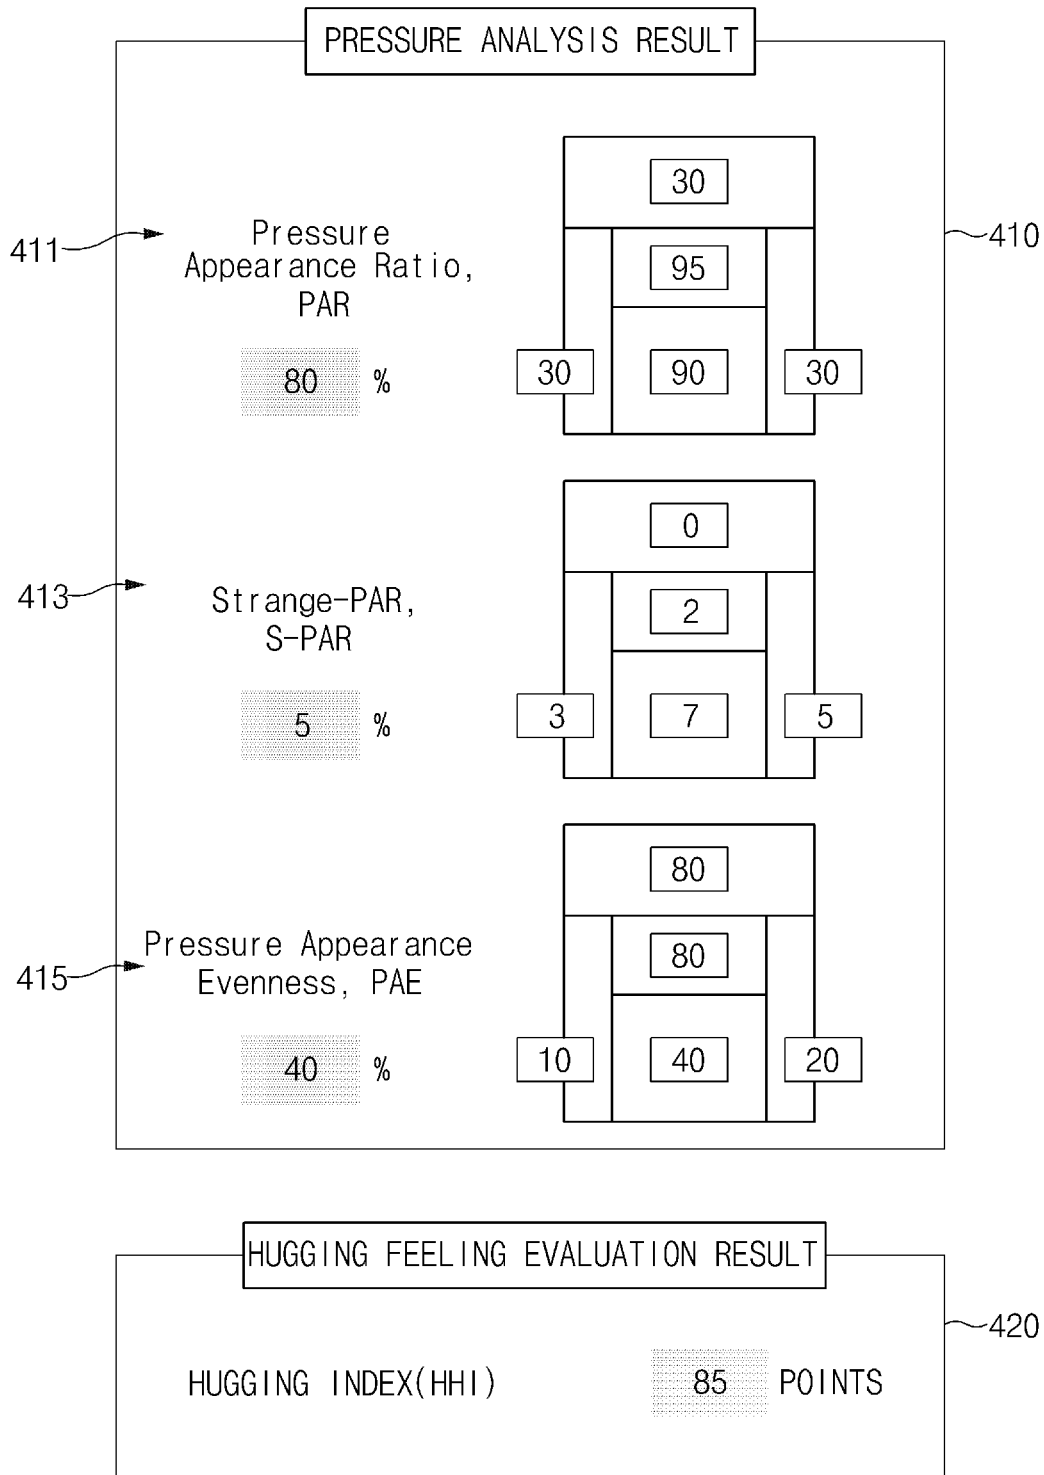 PRESSURE ANALYSIS RESULT
410
411
Pressure
Appearance Ratio,
PAR
80 %
30
95
30 90 30
413
Strange-PAR,
S-PAR
5 %
0
2
3 7 5
415
Pressure Appearance
Evenness, PAE
40 %
80
80
10 40 20
HUGGING FEELING EVALUATION RESULT
420
HUGGING INDEX(HHI) 85 POINTS